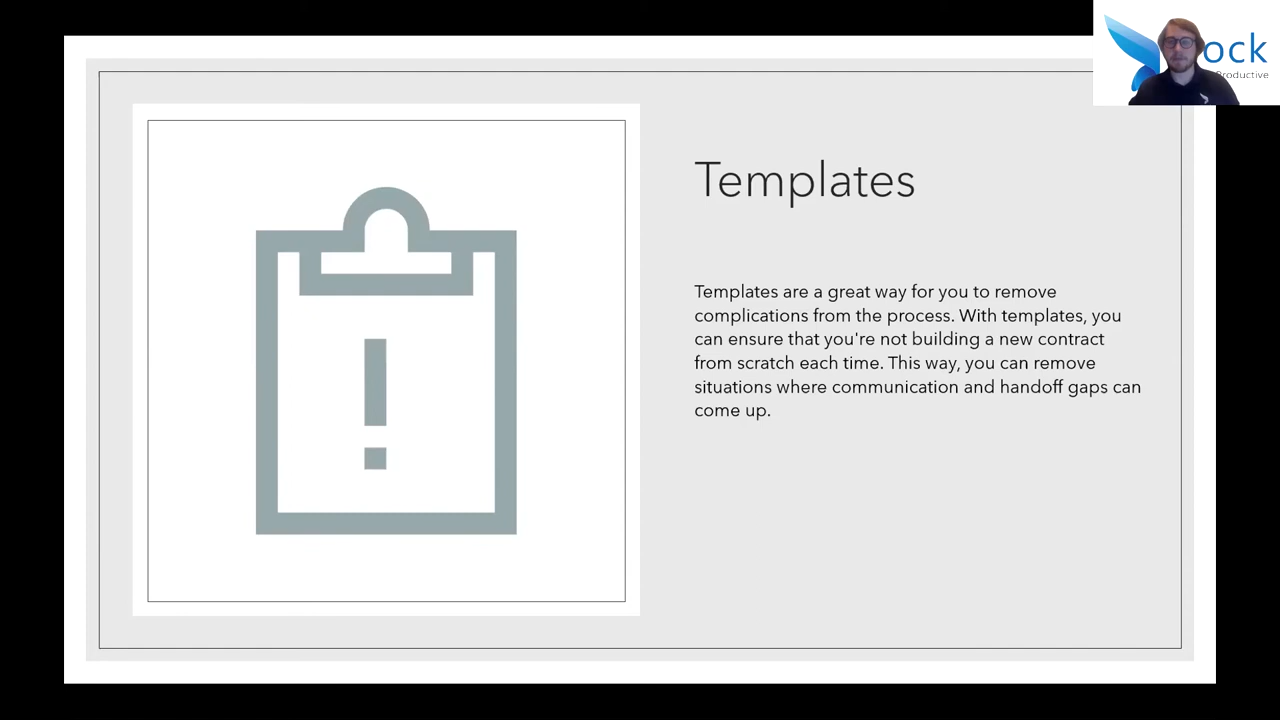 ock
Productive
Templates
Templates are a great way for you to remove
complications from the process. With templates, you
can ensure that you're not building a new contract
from scratch each time. This way, you can remove
situations where communication and handoff gaps can
come up.